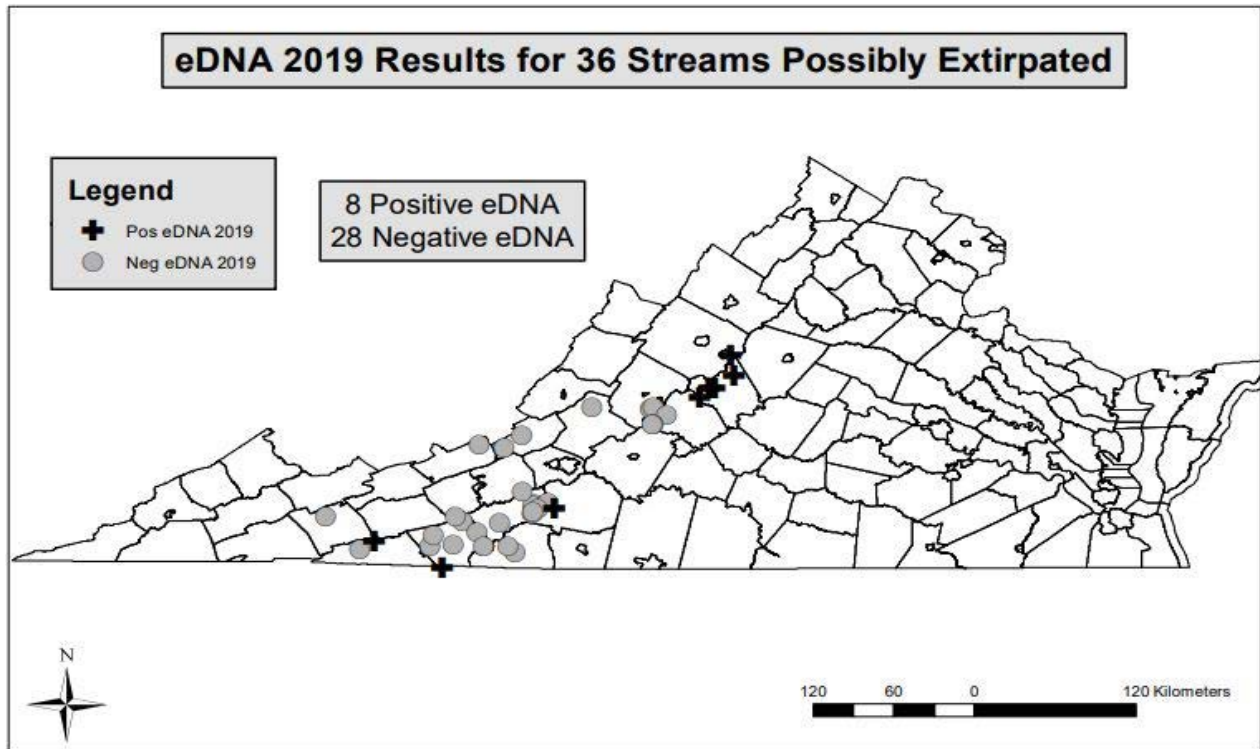 eDNA 2019 Results for 36 Streams Possibly Extirpated
Legend
Pos eDNA 2019
Neg eDNA 2019
8 Positive eDNA
28 Negative eDNA
N
120 60 0 120 Kilometers